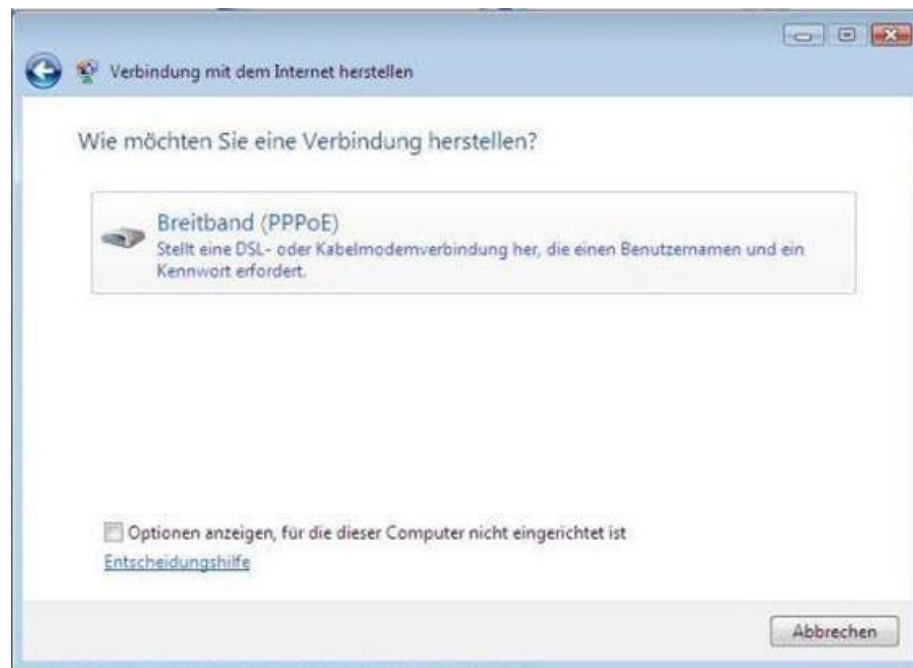 Verbindung mit dem Internet herstellen
Wie möchten Sie eine Verbindung herstellen?
Breitband (PPPoE)
Stellt eine DSL- oder Kabelmodemverbindung her, die einen Benutzernamen und ein
Kennwort erfordert.
Optionen anzeigen, für die dieser Computer nicht eingerichtet ist
Entscheidungshilfe
Abbrechen